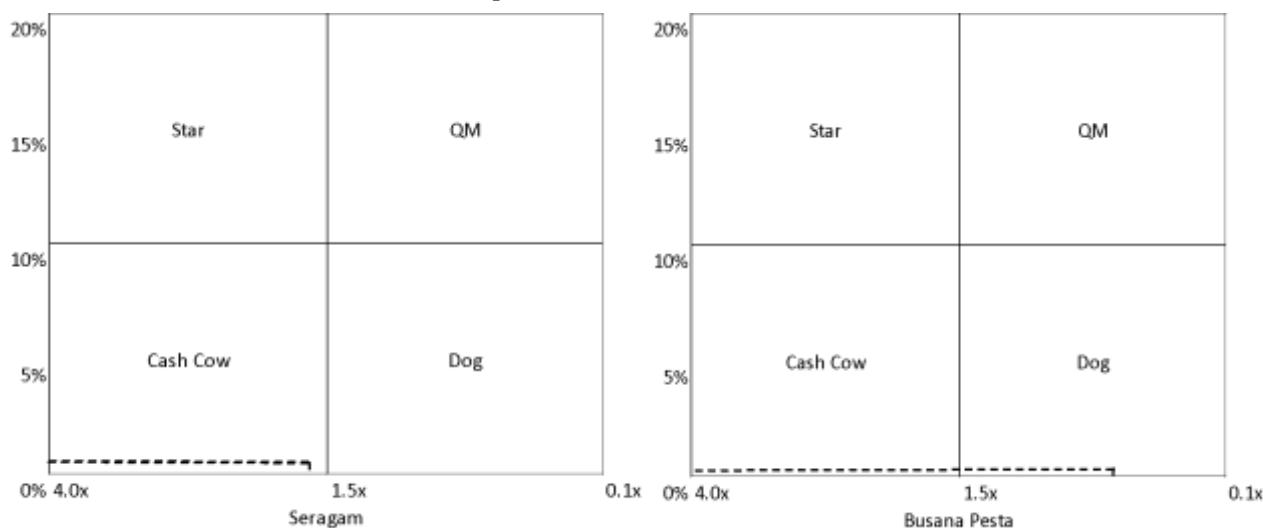 20%
Star
QM
15%
10%
Cash Cow
Dog
5%
0% 4.0x
1.5x
0.1x
Seragam
20%
Star
QM
15%
10%
Cash Cow
Dog
5%
0% 4.0x
1.5x
0.1x
Busana Pesta